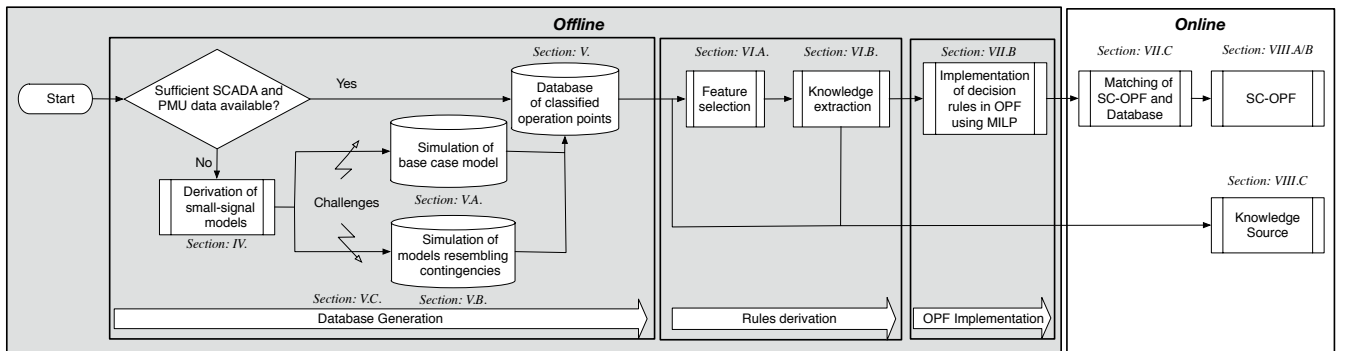 Offline
Online
Start
Sufficient SCADA and
PMU data available?
Yes
No
Section: V.
Database
of classified
operation points
Derivation of
small-signal
models
Section: IV.
Challenges
Simulation of
base case model
Section: V.A.
Simulation of
models resembling
contingencies
Section: V.C.
Section: V.B.
Database Generation
Section: VI.A.
Feature
selection
Section: VI.B.
Knowledge
extraction
Rules derivation
Section: VII.B
Implementation
of decision
rules in OPF
using MILP
OPF Implementation
Section: VII.C
Matching of
SC-OPF and
Database
Section: VIII.A/B
SC-OPF
Section: VIII.C
Knowledge
Source